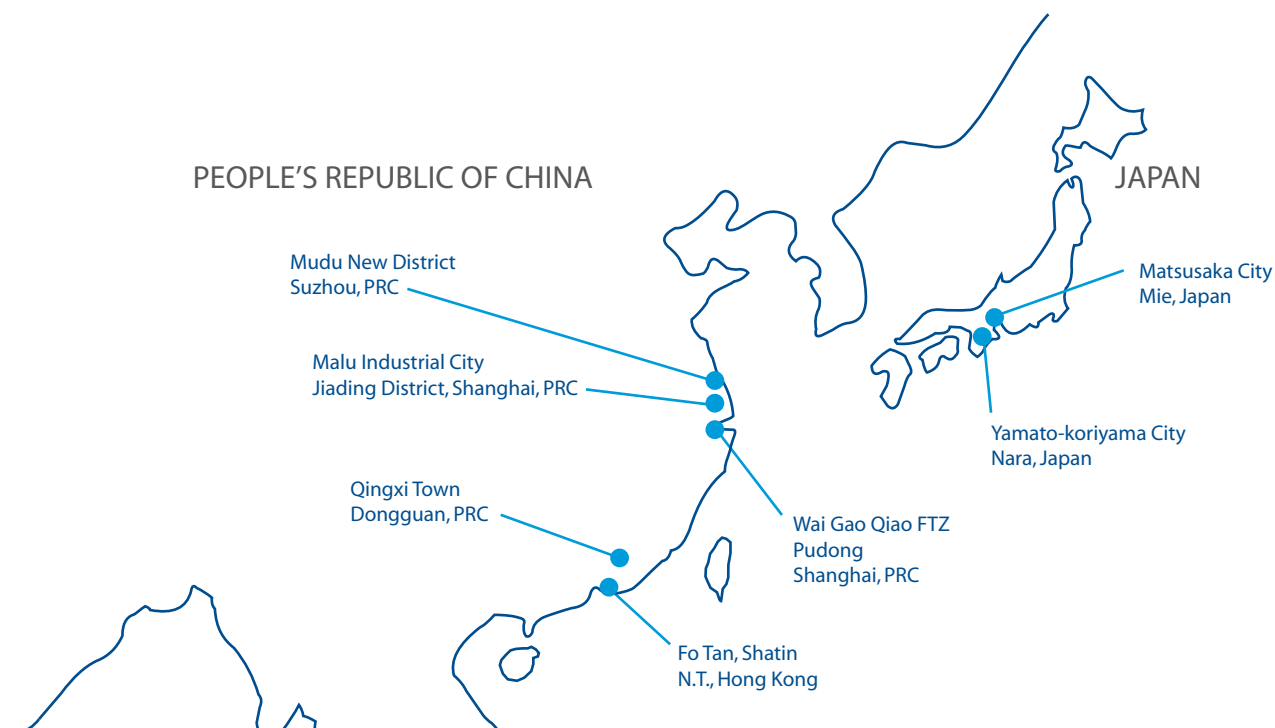 PEOPLE'S REPUBLIC OF CHINA
JAPAN
Mudu New District
Suzhou, PRC
Matsusaka City
Mie, Japan
Malu Industrial City
Jiading District, Shanghai, PRC
Yamato-koriyama City
Nara, Japan
Qingxi Town
Dongguan, PRC
Wai Gao Qiao FTZ
Pudong
Shanghai, PRC
Fo Tan, Shatin
N.T., Hong Kong